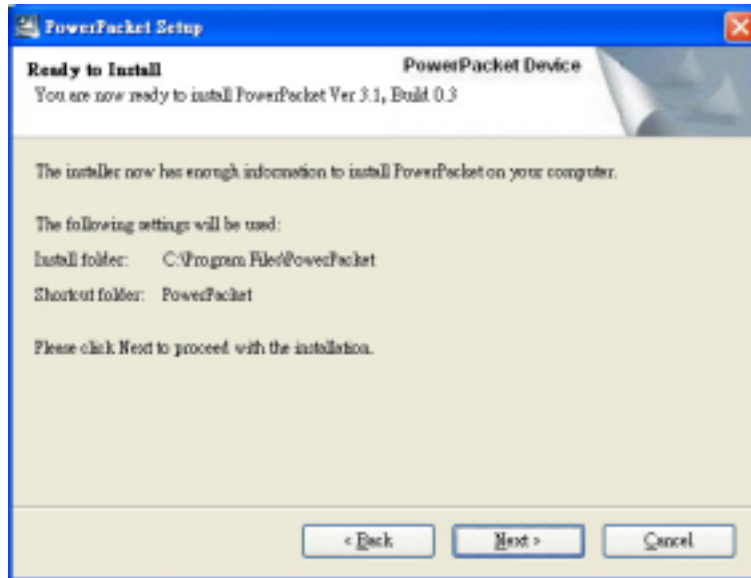 PowerPacket Setup
Ready to Install
PowerPacket Device
You are now ready to install PowerPacket Ver 3.1, Build 0.3
The installer now has enough information to install PowerPacket on your computer.
The following settings will be used:
Install folder: C:\Program Files\PowerPacket
Shortcut folder: PowerPacket
Please click Next to proceed with the installation.
< Back
Next >
Cancel